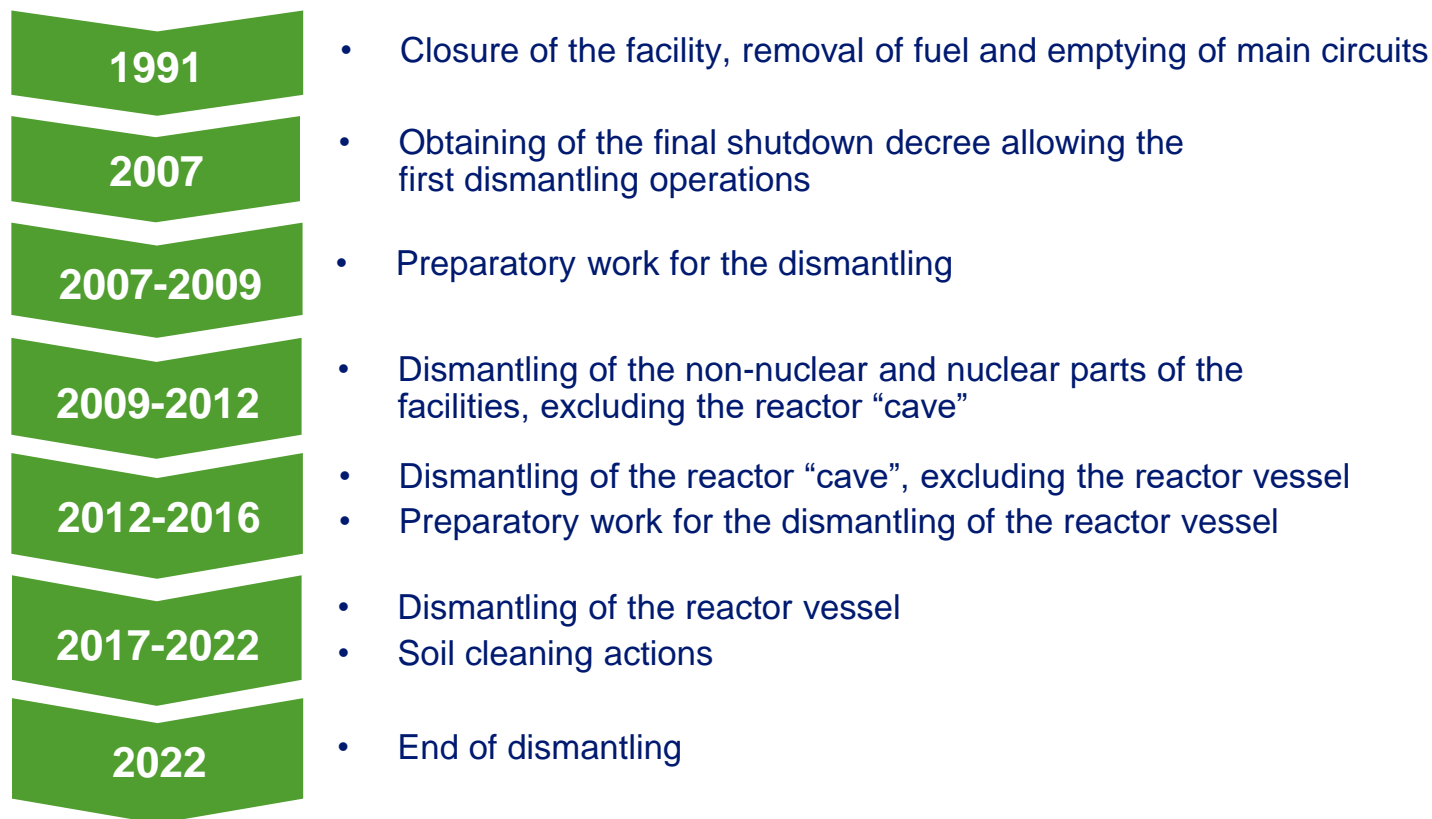 1991
• Closure of the facility, removal of fuel and emptying of main circuits
2007
• Obtaining of the final shutdown decree allowing the
first dismantling operations
2007-2009
• Preparatory work for the dismantling
2009-2012
• Dismantling of the non-nuclear and nuclear parts of the
facilities, excluding the reactor “cave”
2012-2016
• Dismantling of the reactor “cave”, excluding the reactor vessel
• Preparatory work for the dismantling of the reactor vessel
2017-2022
• Dismantling of the reactor vessel
• Soil cleaning actions
2022
• End of dismantling